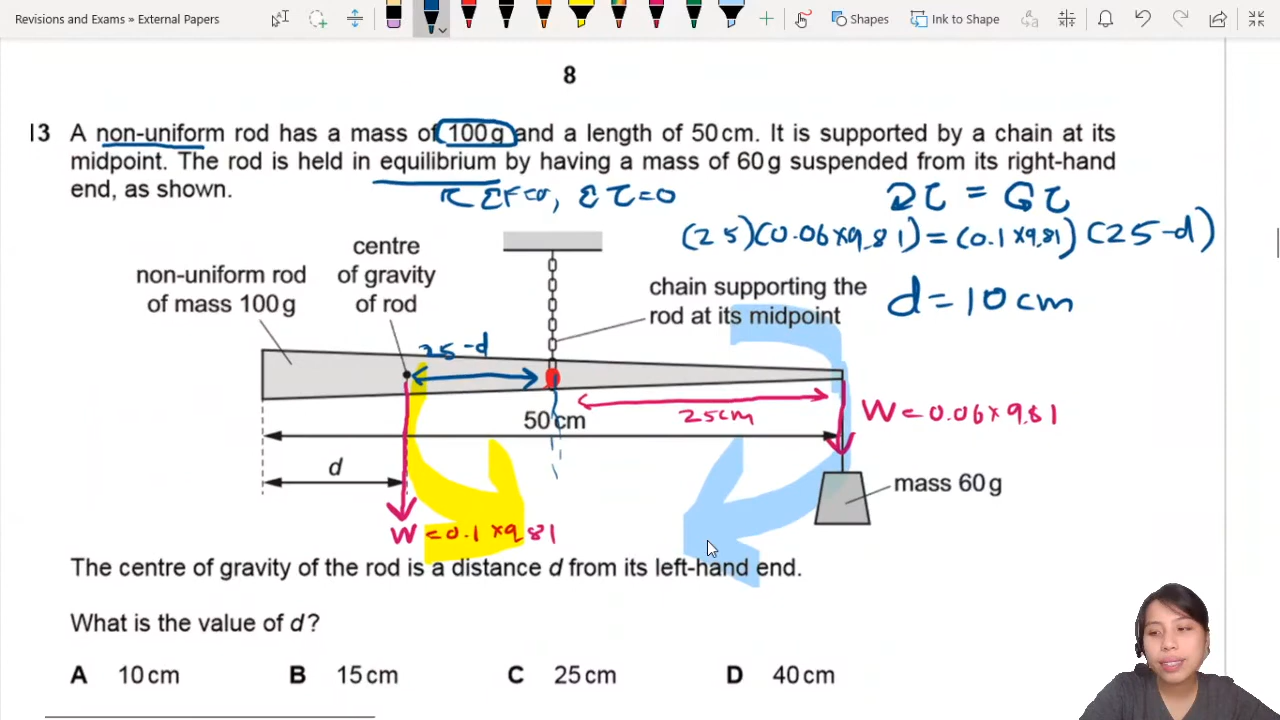 Revisions and Exams » External Papers
Shapes
Ink to Shape
8
13 A non-uniform rod has a mass of 100 g and a length of 50 cm. It is supported by a chain at its
midpoint. The rod is held in equilibrium by having a mass of 60 g suspended from its right-hand
end, as shown.
ΣF=0, Στ=0
Ʊτ = Ɠτ
(25)(0.06×9.81)=(0.1×9.81)(25-d)
d=10cm
centre
of gravity
of rod
non-uniform rod
of mass 100 g
chain supporting the
rod at its midpoint
25-d
50 cm
25cm
W=0.06×9.81
d
mass 60 g
W=0.1×9.81
The centre of gravity of the rod is a distance d from its left-hand end.
What is the value of d?
A 10 cm B 15 cm C 25 cm D 40 cm